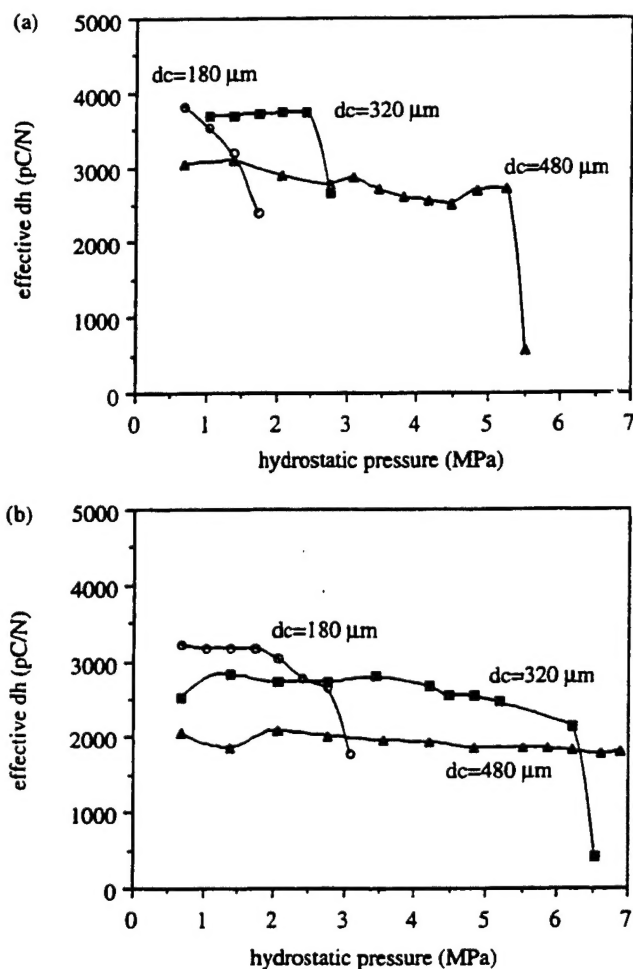 (a)
5000
4000
3000
2000
1000
0
effective dh (pC/N)
dc=180 μm
dc=320 μm
dc=480 μm
0 1 2 3 4 5 6 7
hydrostatic pressure (MPa)
(b)
5000
4000
3000
2000
1000
0
effective dh (pC/N)
dc=180 μm
dc=320 μm
dc=480 μm
0 1 2 3 4 5 6 7
hydrostatic pressure (MPa)